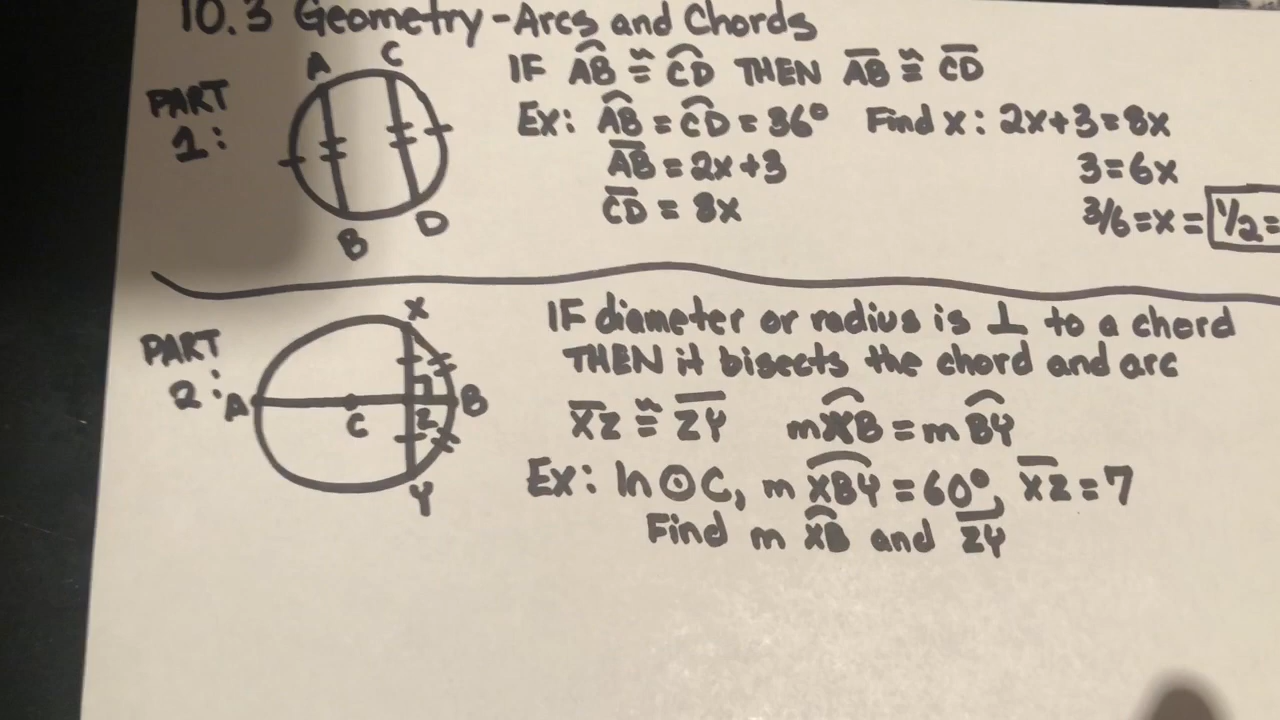 10.3 Geometry-Arcs and Chords
PART 1:
A C
B D
IF AB ≅ CD THEN AB ≅ CD
Ex: AB = CD = 36° Find x: 2x+3=8x
AB = 2x+3 3=6x
CD = 8x 3/6=x= 1/2=
PART 2:
X
A C Z B
Y
IF diameter or radius is ⊥ to a chord
THEN it bisects the chord and arc
XZ ≅ ZY mXB = mBY
Ex: In ⊙C, m XBY = 60°, XZ = 7
Find m XB and ZY